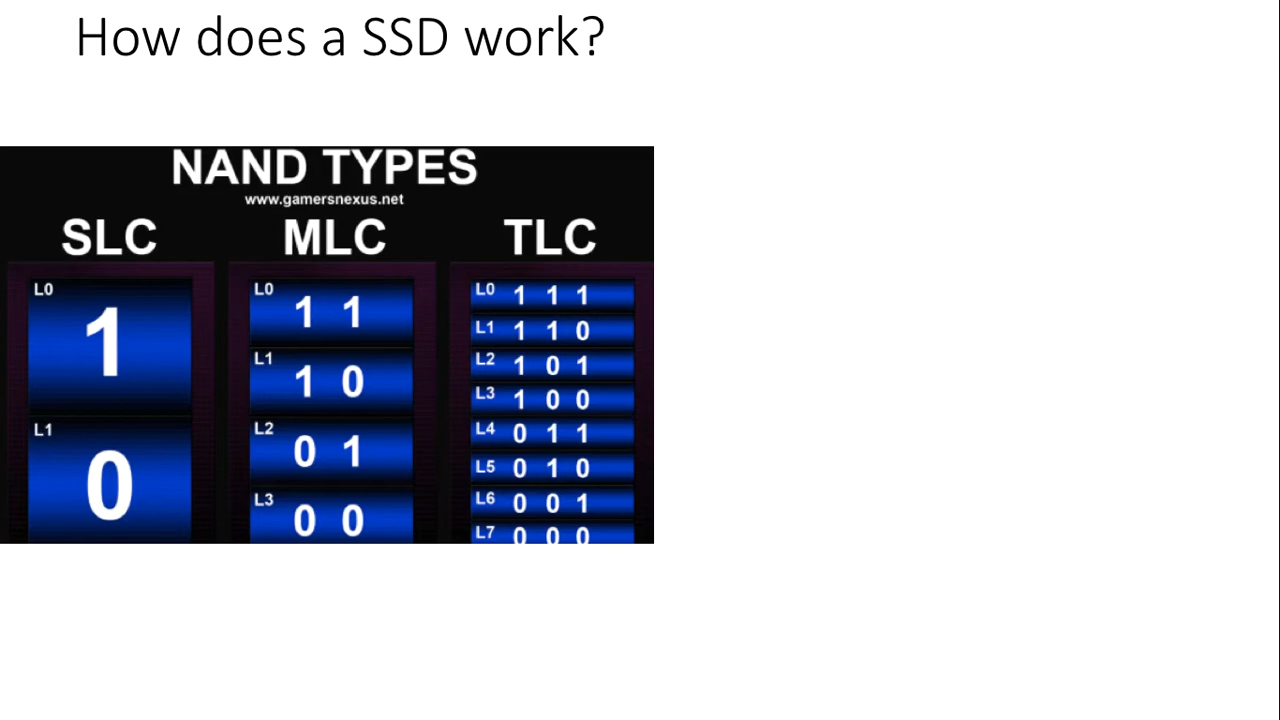 How does a SSD work?
NAND TYPES
www.gamersnexus.net
SLC
L0 1
L1 0
MLC
L0 1 1
L1 1 0
L2 0 1
L3 0 0
TLC
L0 1 1 1
L1 1 1 0
L2 1 0 1
L3 1 0 0
L4 0 1 1
L5 0 1 0
L6 0 0 1
L7 0 0 0